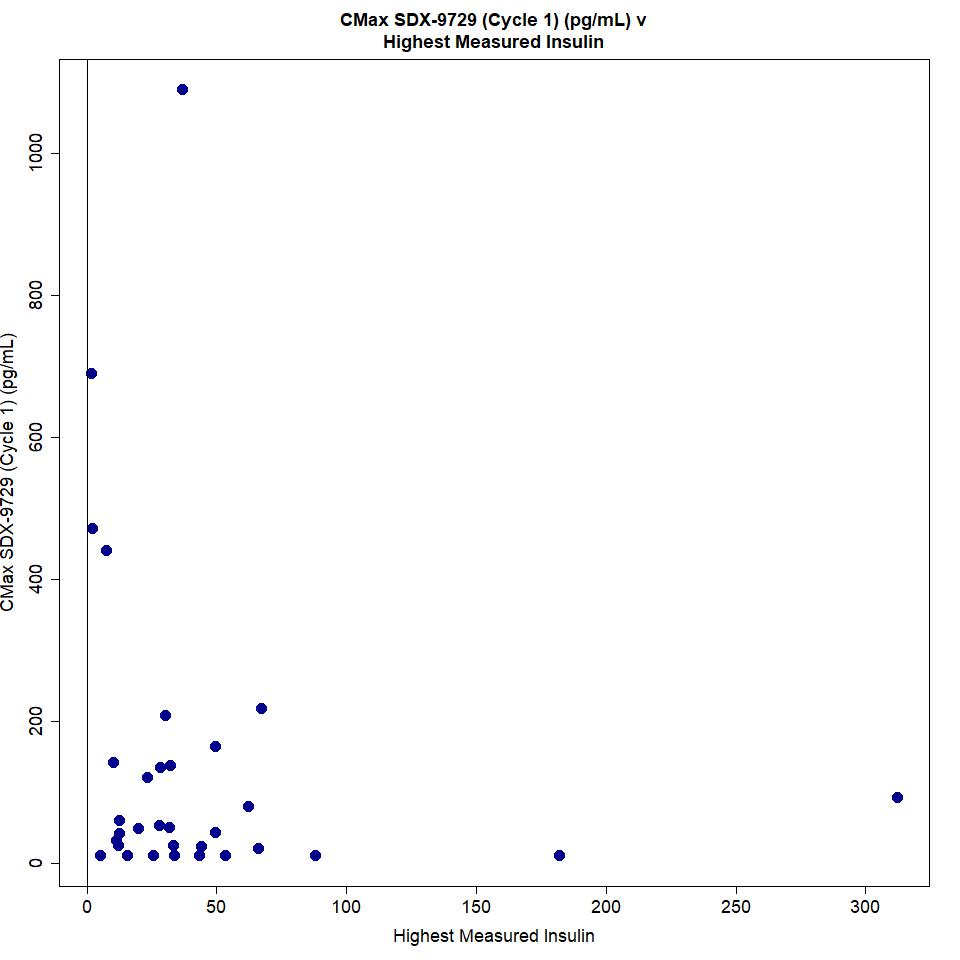 CMax SDX-9729 (Cycle 1) (pg/mL) v
Highest Measured Insulin
CMax SDX-9729 (Cycle 1) (pg/mL)
1000
800
600
400
200
0
0 50 100 150 200 250 300
Highest Measured Insulin